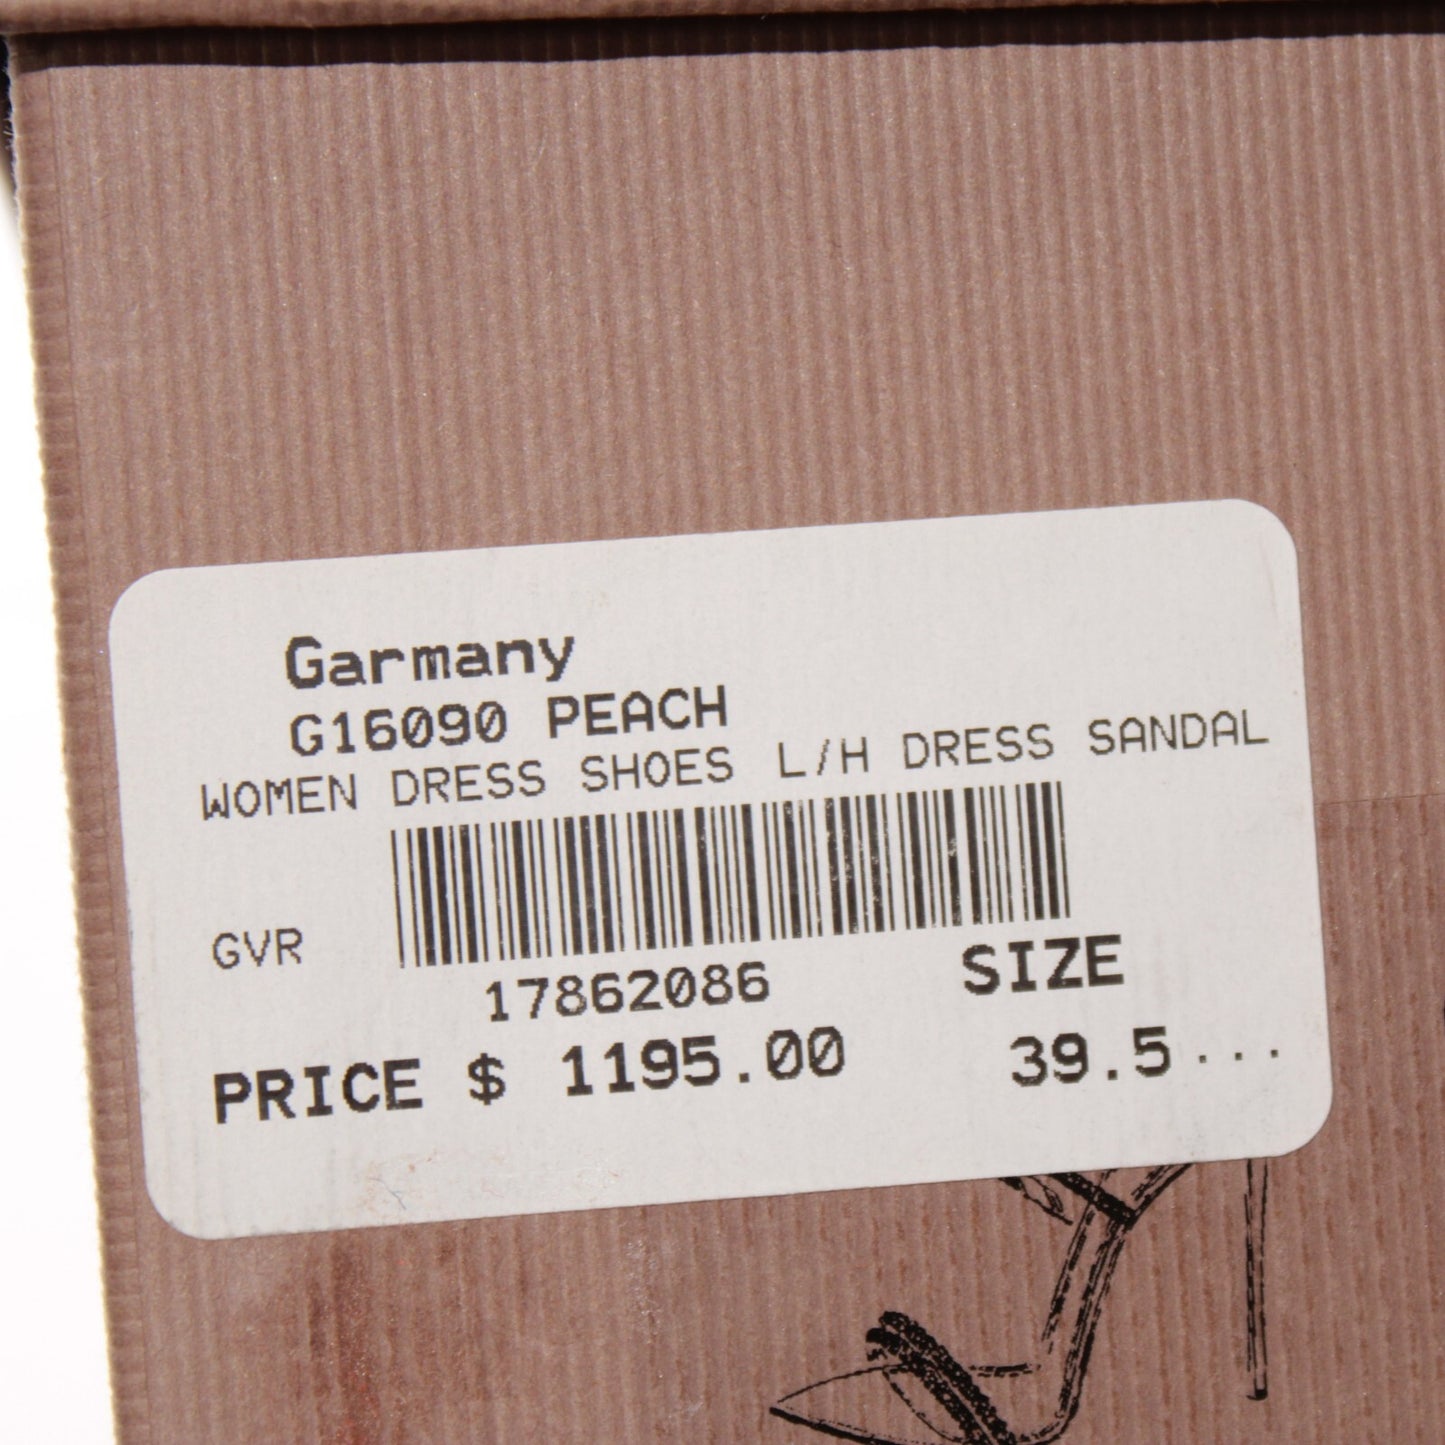 Garmany
G16090 PEACH
WOMEN DRESS SHOES L/H DRESS SANDAL
GVR
17862086
SIZE
PRICE $ 1195.00 39.5...